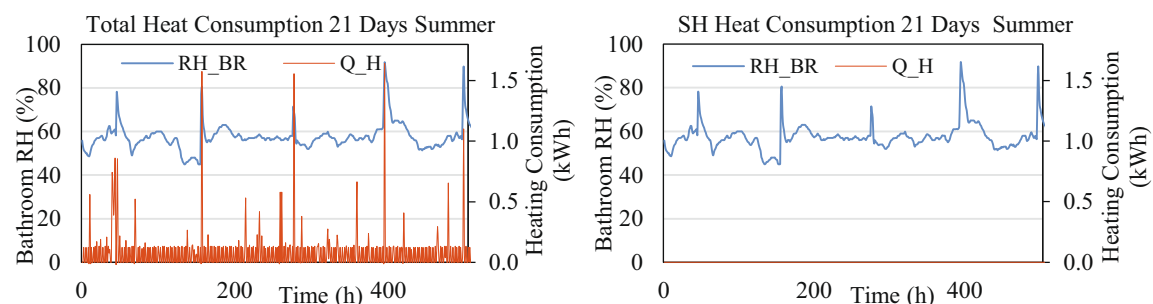 Total Heat Consumption 21 Days Summer
100
80
60
40
20
0
Bathroom RH (%)
RH_BR
Q_H
1.5
1.0
0.5
0.0
Heating Consumption
(kWh)
0
200
400
Time (h)
SH Heat Consumption 21 Days Summer
100
80
60
40
20
0
Bathroom RH (%)
RH_BR
Q_H
1.5
1.0
0.5
0.0
Heating Consumption
(kWh)
0
200
400
Time (h)